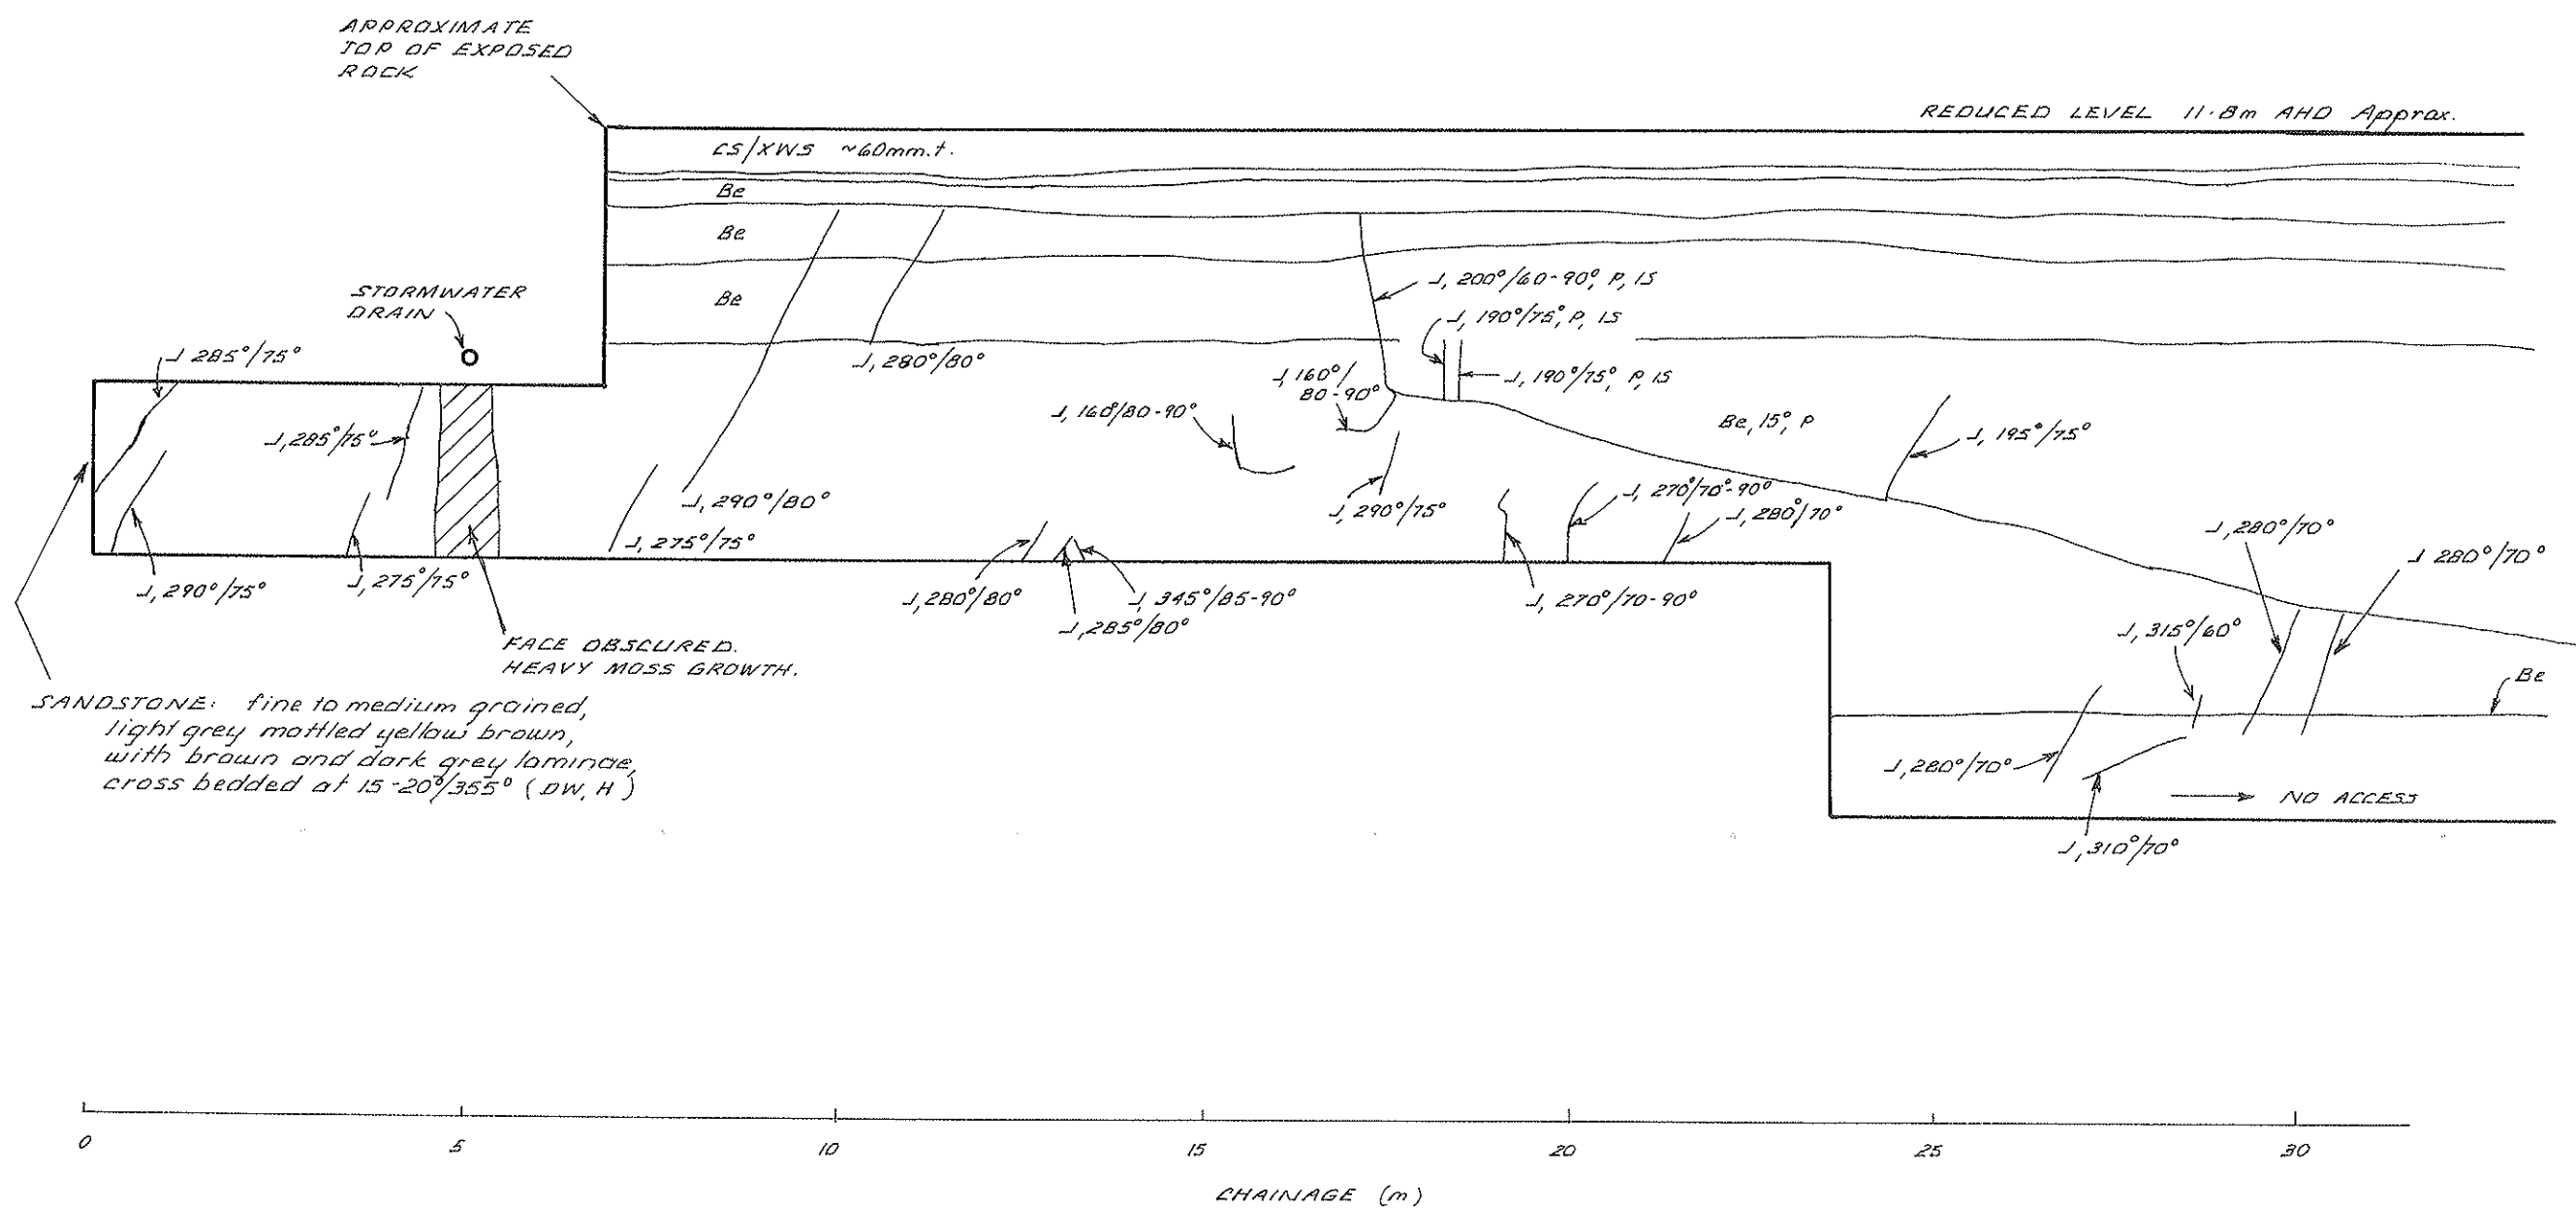 APPROXIMATE
TOP OF EXPOSED
ROCK
REDUCED LEVEL 11.8m AHD Approx.
CS/XWS ~60mm.t.
Be
Be
Be
STORMWATER
DRAIN
J, 200°/60-90°, P, IS
J, 190°/75°, P, IS
J 285°/75°
J, 280°/80°
J, 160°/
80-90°
J, 190°/75°, P, IS
J, 160°/80-90°
Be, 15°, P
J, 285°/75°
J, 195°/75°
J, 290°/80°
J, 290°/75°
J, 270°/70°-90°
J, 280°/70°
J, 275°/75°
J, 280°/70°
J 280°/70°
J, 290°/75°
J, 275°/75°
J, 280°/80°
J, 345°/85-90°
J, 285°/80°
J, 270°/70-90°
J, 315°/60°
FACE OBSCURED.
HEAVY MOSS GROWTH.
Be
SANDSTONE: fine to medium grained,
light grey mottled yellow brown,
with brown and dark grey laminae,
cross bedded at 15-20°/355° (DW, H)
J, 280°/70°
NO ACCESS
J, 310°/70°
0 5 10 15 20 25 30
CHAINAGE (m)